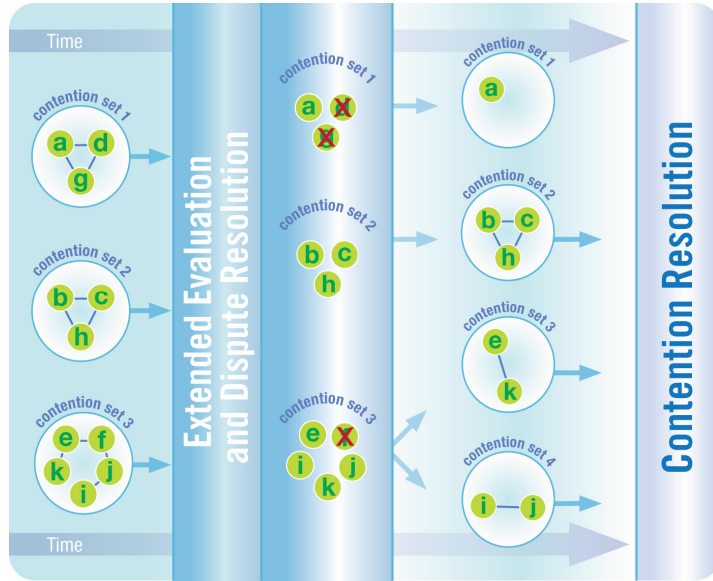 Time
contention set 1
a
d
g
contention set 2
b
c
h
contention set 3
e
f
k
j
i
Time
Extended Evaluation
and Dispute Resolution
contention set 1
a
contention set 2
b
c
h
contention set 3
e
i
j
k
contention set 1
a
contention set 2
b
c
h
contention set 3
e
k
contention set 4
i
j
Contention Resolution